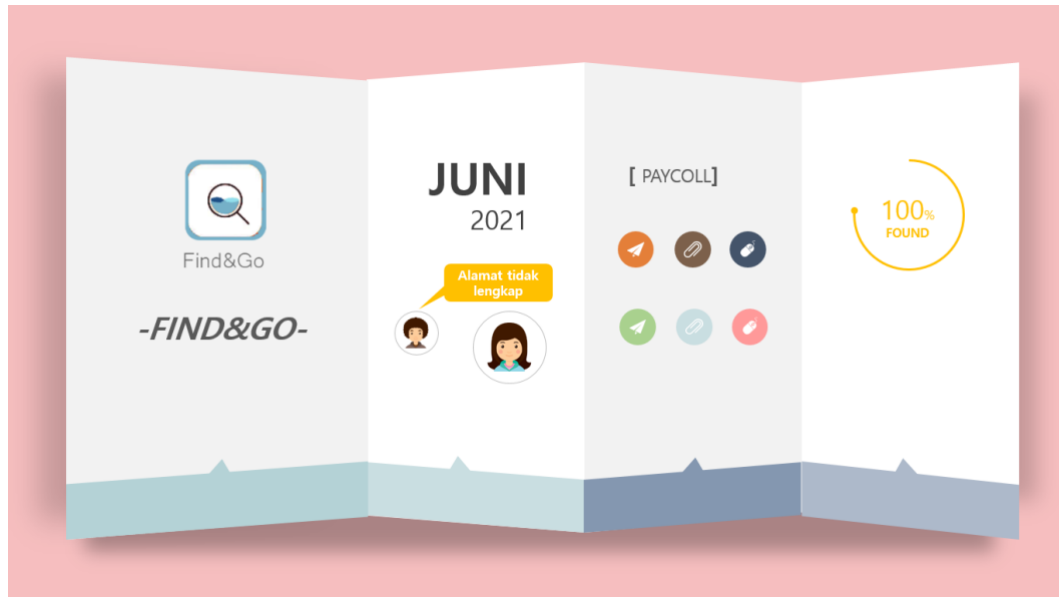 Find&Go
-FIND&GO-
JUNI
2021
Alamat tidak
lengkap
[ PAYCOLL]
100%
FOUND